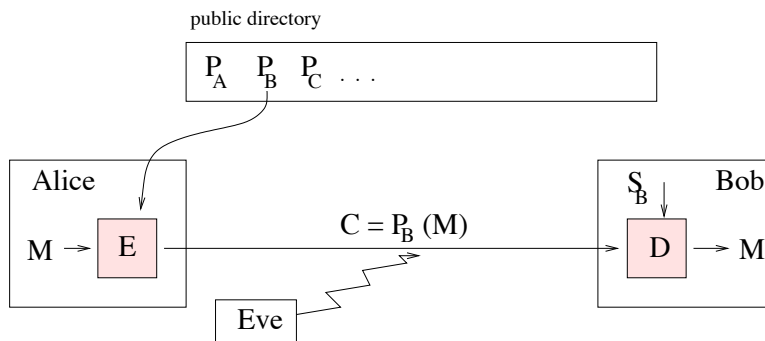 public directory
P_A P_B P_C . . .
Alice
S_B Bob
C = P_B (M)
M E D M
Eve